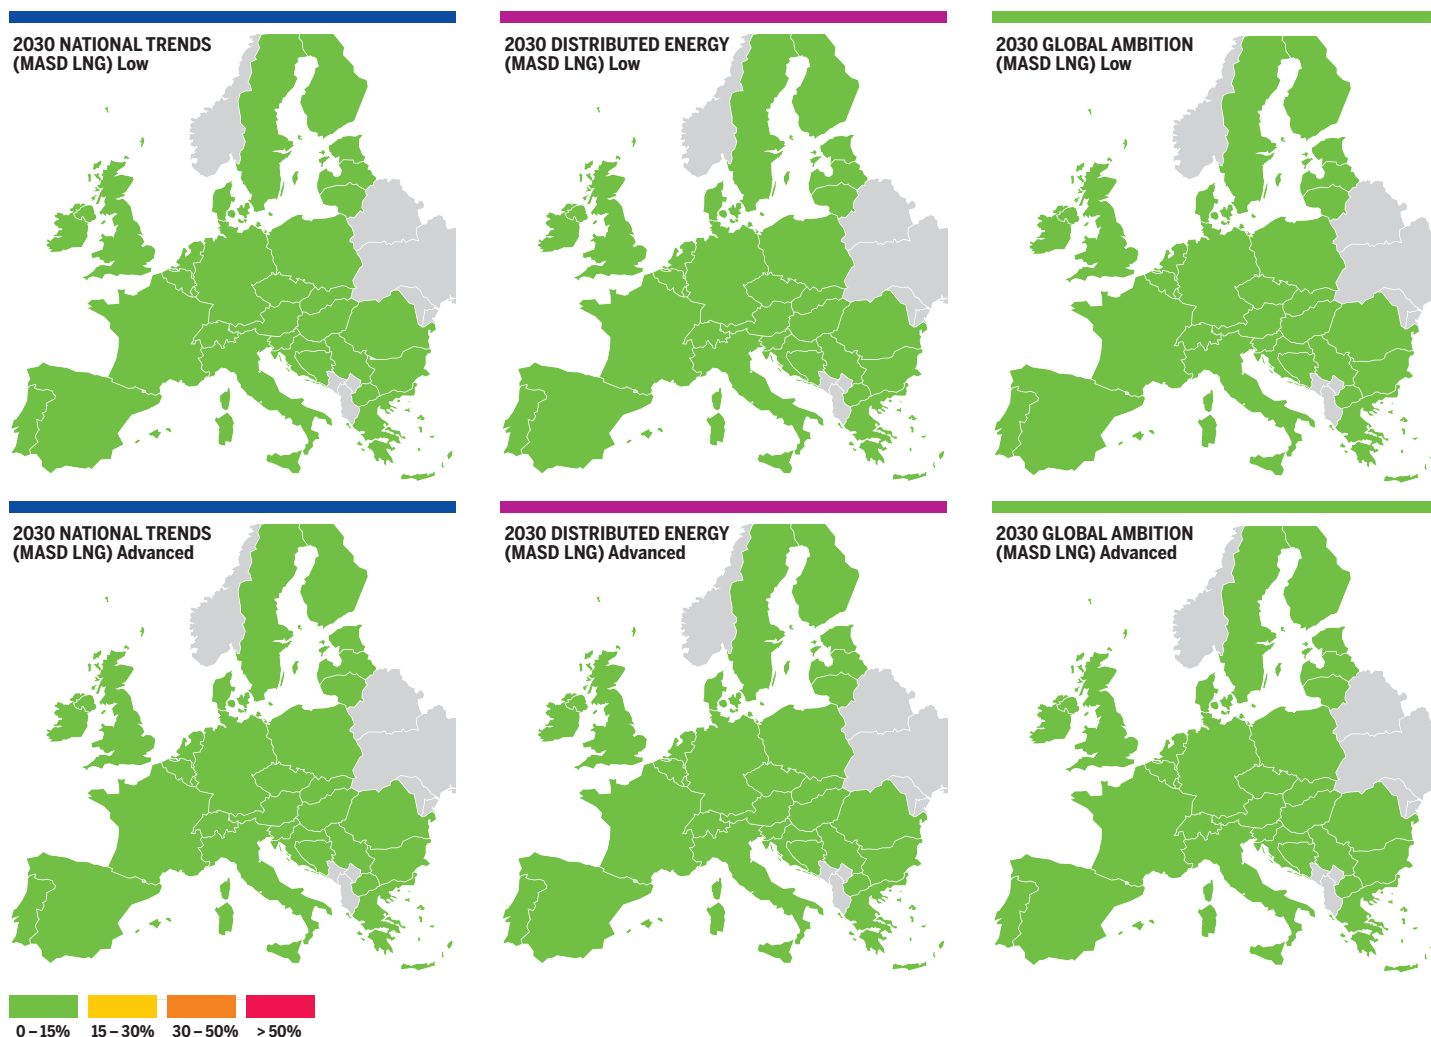 2030 NATIONAL TRENDS
(MASD LNG) Low
2030 DISTRIBUTED ENERGY
(MASD LNG) Low
2030 GLOBAL AMBITION
(MASD LNG) Low
2030 NATIONAL TRENDS
(MASD LNG) Advanced
2030 DISTRIBUTED ENERGY
(MASD LNG) Advanced
2030 GLOBAL AMBITION
(MASD LNG) Advanced
0 – 15%
15 – 30%
30 – 50%
> 50%